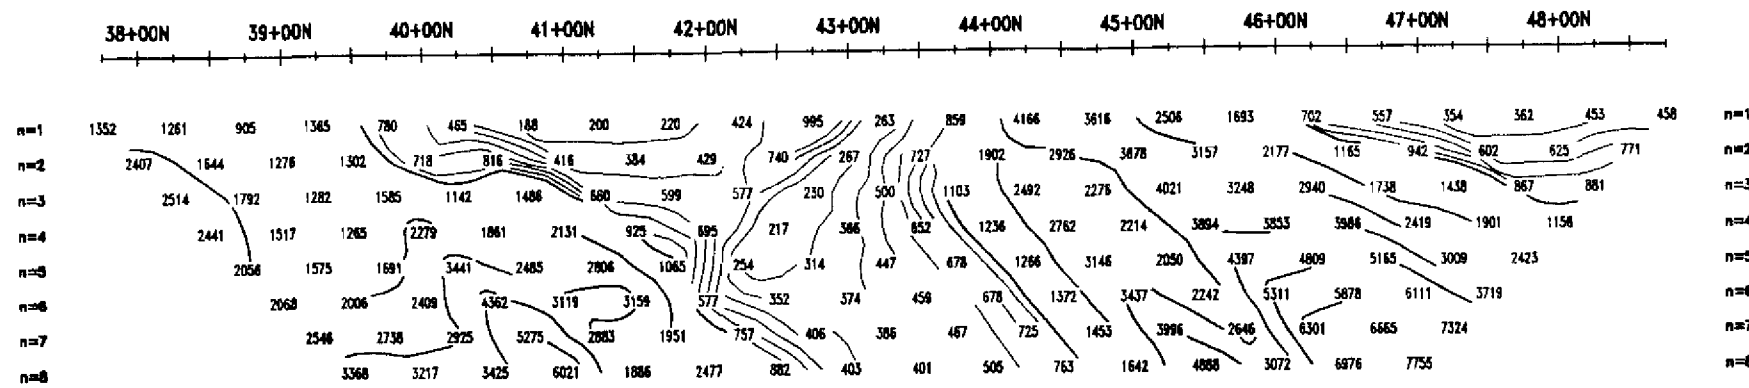 38+00N 39+00N 40+00N 41+00N 42+00N 43+00N 44+00N 45+00N 46+00N 47+00N 48+00N
n=1 1352 1261 905 1365 780 465 188 200 220 424 995 263 859 4166 3616 2506 1693 702 557 354 362 453 458 n=1
n=2 2407 1644 1276 1302 718 816 416 384 429 740 267 727 1902 2926 3878 3157 2177 1165 942 602 625 771 n=2
n=3 2514 1792 1282 1585 1142 1486 660 599 577 230 500 1103 2492 2276 4021 3248 2940 1738 1438 867 881 n=3
n=4 2441 1517 1265 2279 1861 2131 925 695 217 366 652 1236 2762 2214 3894 3853 3986 2419 1901 1156 n=4
n=5 2056 1575 1691 3441 2485 2806 1065 254 314 447 678 1266 3146 2050 4397 4809 5165 3009 2423 n=5
n=6 2068 2006 2409 4362 3119 3159 577 352 374 459 678 1372 3437 2242 5311 5878 6111 3719 n=6
n=7 2546 2738 2925 5275 2883 1951 757 406 386 467 725 1453 3996 2646 6301 6665 7324 n=7
n=8 3368 3217 3425 6021 1886 2477 882 403 401 505 763 1642 4888 3072 6976 7755 n=8